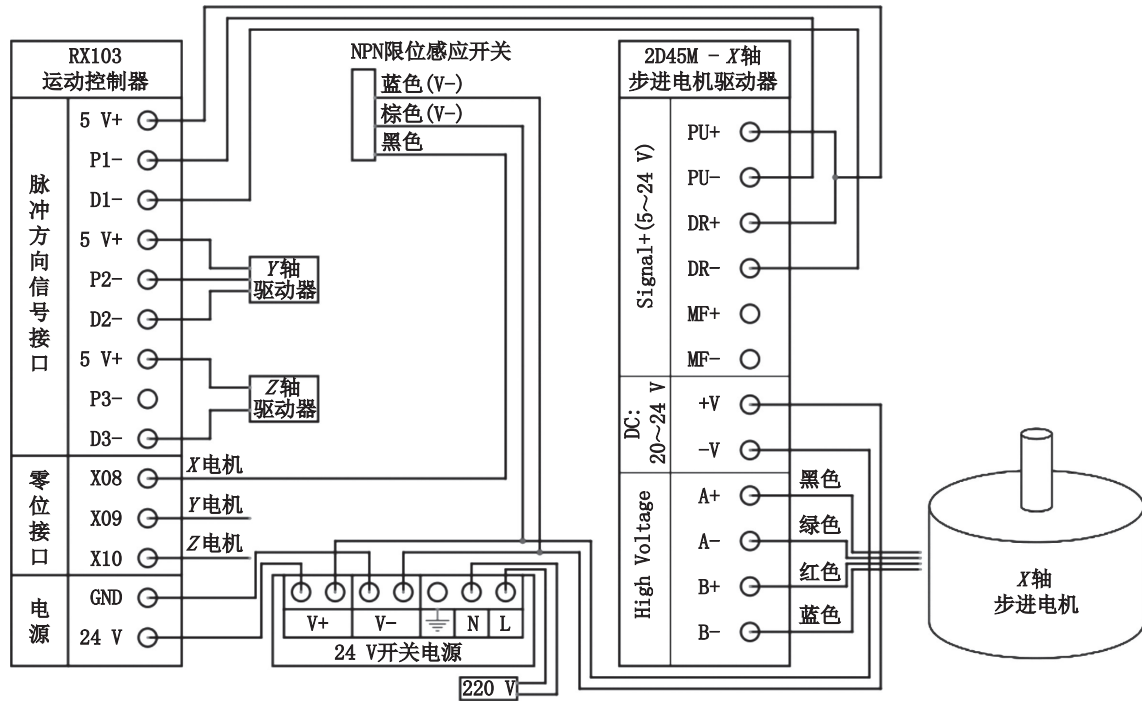 RX103
运动控制器
脉冲方向信号接口
5 V+
P1-
D1-
5 V+
P2-
D2-
5 V+
P3-
D3-
零位接口
X08
X09
X10
电源
GND
24 V
Y轴
驱动器
Z轴
驱动器
X电机
Y电机
Z电机
NPN限位感应开关
蓝色(V-)
棕色(V-)
黑色
V+
V-
N
L
24 V开关电源
220 V
2D45M - X轴
步进电机驱动器
Signal+(5~24 V)
PU+
PU-
DR+
DR-
MF+
MF-
DC:
20~24 V
+V
-V
High Voltage
A+
A-
B+
B-
黑色
绿色
红色
蓝色
X轴
步进电机